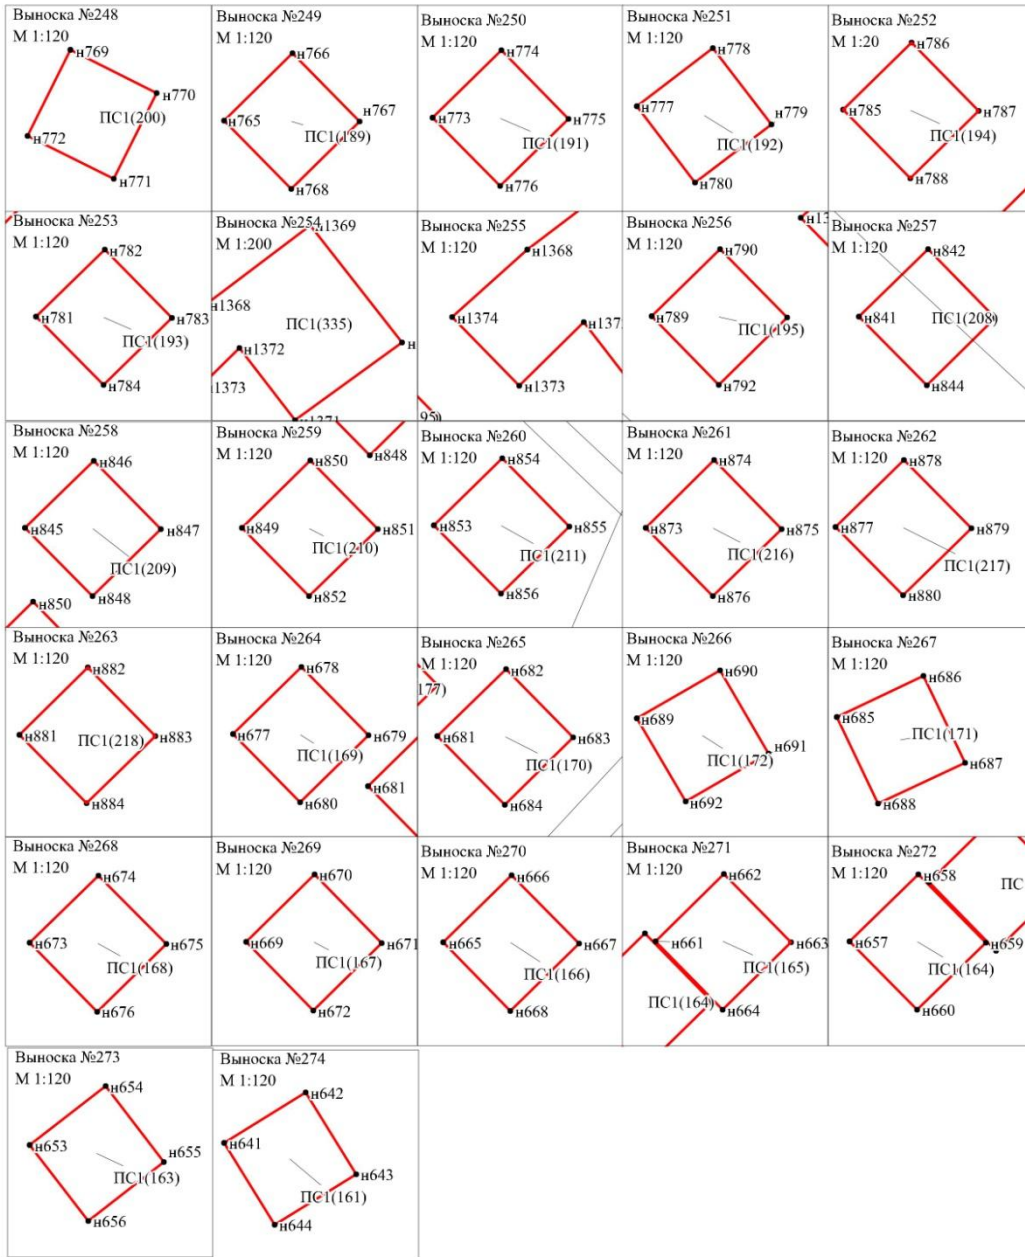 Выноска №248
М 1:120
н769
н770
ПС1(200)
н772
н771
Выноска №249
М 1:120
н766
н765
н767
ПС1(189)
н768
Выноска №250
М 1:120
н774
н773
н775
ПС1(191)
н776
Выноска №251
М 1:120
н778
н777
н779
ПС1(192)
н780
Выноска №252
М 1:20
н786
н785
н787
ПС1(194)
н788
Выноска №253
М 1:120
н782
н781
н783
ПС1(193)
н784
Выноска №254
М 1:200
н1369
н1368
ПС1(335)
н1372
н
н1373
н1371
Выноска №255
М 1:120
н1368
н1374
н137
н1373
95)
Выноска №256
М 1:120
н790
н789
ПС1(195)
н792
н13
Выноска №257
М 1:120
н842
н841
ПС1(208)
н844
Выноска №258
М 1:120
н846
н845
н847
ПС1(209)
н848
н850
Выноска №259
М 1:120
н848
н850
н849
н851
ПС1(210)
н852
Выноска №260
М 1:120
н854
н853
н855
ПС1(211)
н856
Выноска №261
М 1:120
н874
н873
н875
ПС1(216)
н876
Выноска №262
М 1:120
н878
н877
н879
ПС1(217)
н880
Выноска №263
М 1:120
н882
н881
ПС1(218)
н883
н884
Выноска №264
М 1:120
н678
н677
н679
ПС1(169)
н680
н681
Выноска №265
М 1:120
177)
н682
н681
н683
ПС1(170)
н684
Выноска №266
М 1:120
н690
н689
н691
ПС1(172)
н692
Выноска №267
М 1:120
н686
н685
ПС1(171)
н687
н688
Выноска №268
М 1:120
н674
н673
н675
ПС1(168)
н676
Выноска №269
М 1:120
н670
н669
н671
ПС1(167)
н672
Выноска №270
М 1:120
н666
н665
н667
ПС1(166)
н668
Выноска №271
М 1:120
н662
н661
н663
ПС1(165)
ПС1(164)
н664
Выноска №272
М 1:120
н658
ПС
н657
н659
ПС1(164)
н660
Выноска №273
М 1:120
н654
н653
н655
ПС1(163)
н656
Выноска №274
М 1:120
н642
н641
н643
ПС1(161)
н644